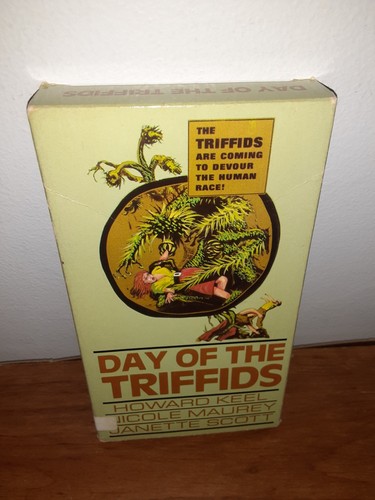 DAY OF THE TRIFFIDS
THE
TRIFFIDS
ARE COMING
TO DEVOUR
THE HUMAN
RACE!
DAY OF THE
TRIFFIDS
HOWARD KEEL
NICOLE MAUREY
JANETTE SCOTT